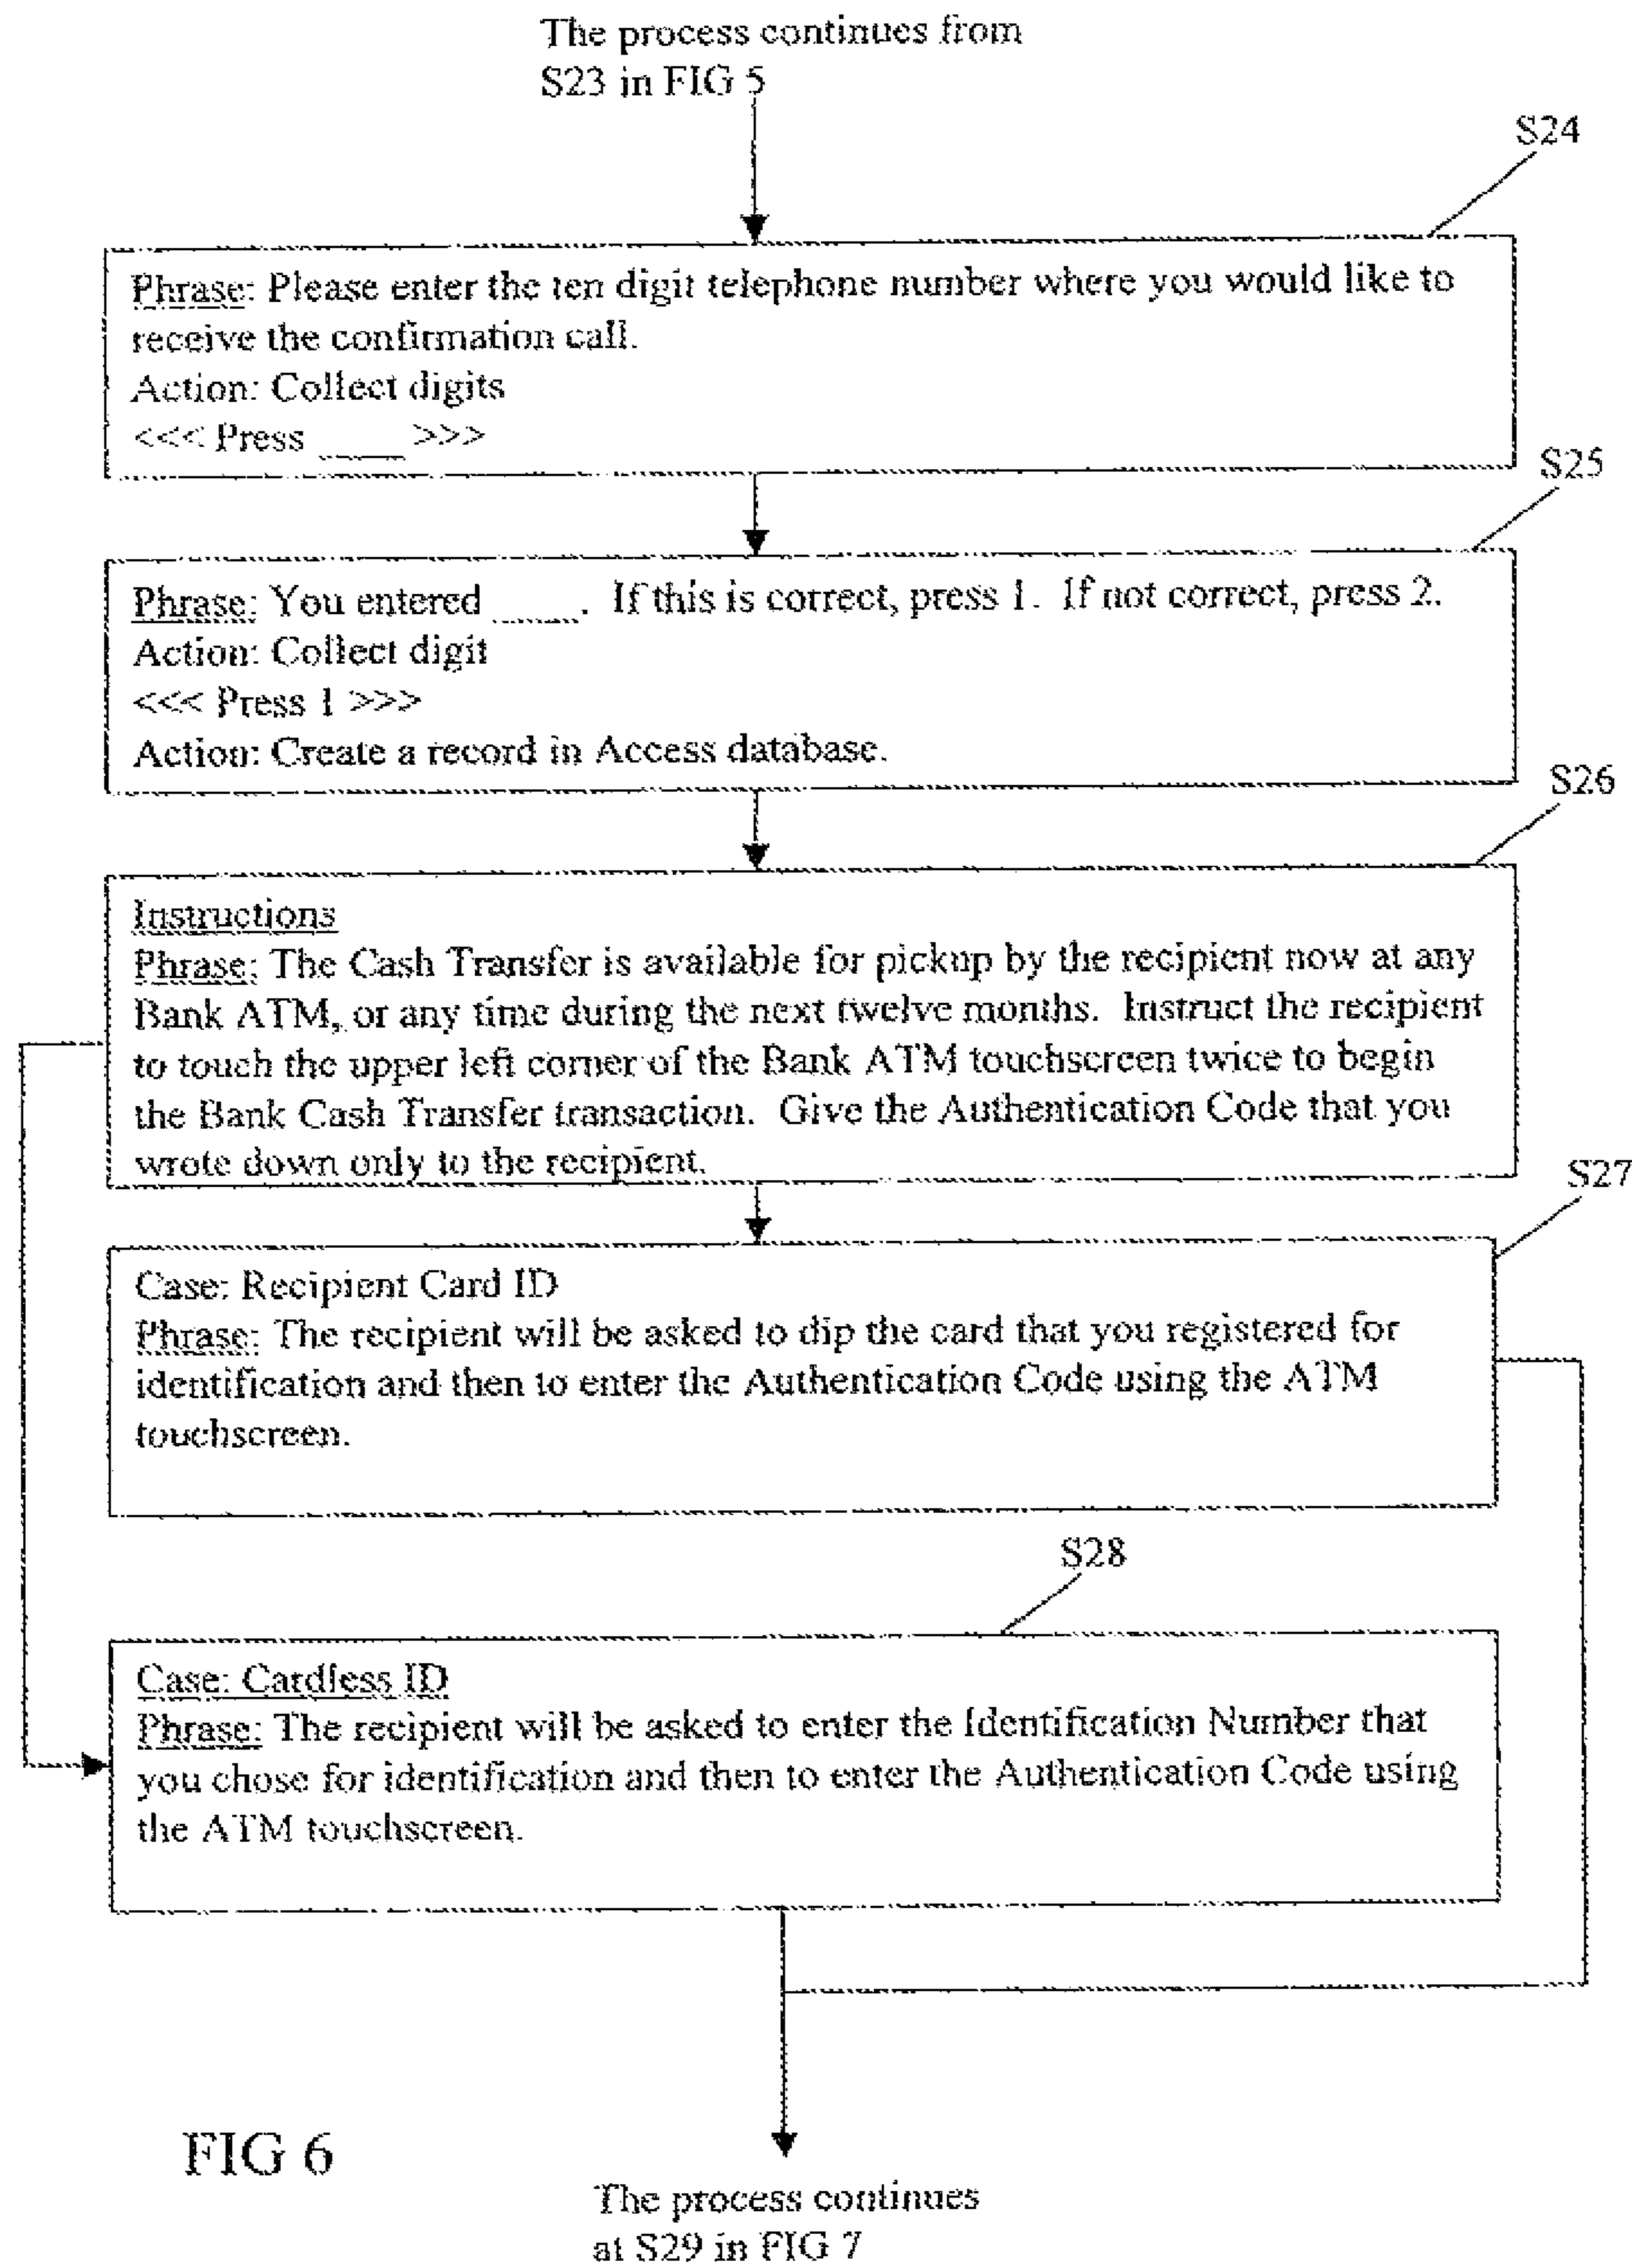 The process continues from
S23 in FIG 5
S24
Phrase: Please enter the ten digit telephone number where you would like to
receive the confirmation call.
Action: Collect digits
<<< Press ____ >>>
S25
Phrase: You entered ____. If this is correct, press 1. If not correct, press 2.
Action: Collect digit
<<< Press 1 >>>
Action: Create a record in Access database.
S26
Instructions
Phrase: The Cash Transfer is available for pickup by the recipient now at any
Bank ATM, or any time during the next twelve months. Instruct the recipient
to touch the upper left corner of the Bank ATM touchscreen twice to begin
the Bank Cash Transfer transaction. Give the Authentication Code that you
wrote down only to the recipient.
S27
Case: Recipient Card ID
Phrase: The recipient will be asked to dip the card that you registered for
identification and then to enter the Authentication Code using the ATM
touchscreen.
S28
Case: Cardless ID
Phrase: The recipient will be asked to enter the Identification Number that
you chose for identification and then to enter the Authentication Code using
the ATM touchscreen.
FIG 6
The process continues
at S29 in FIG 7